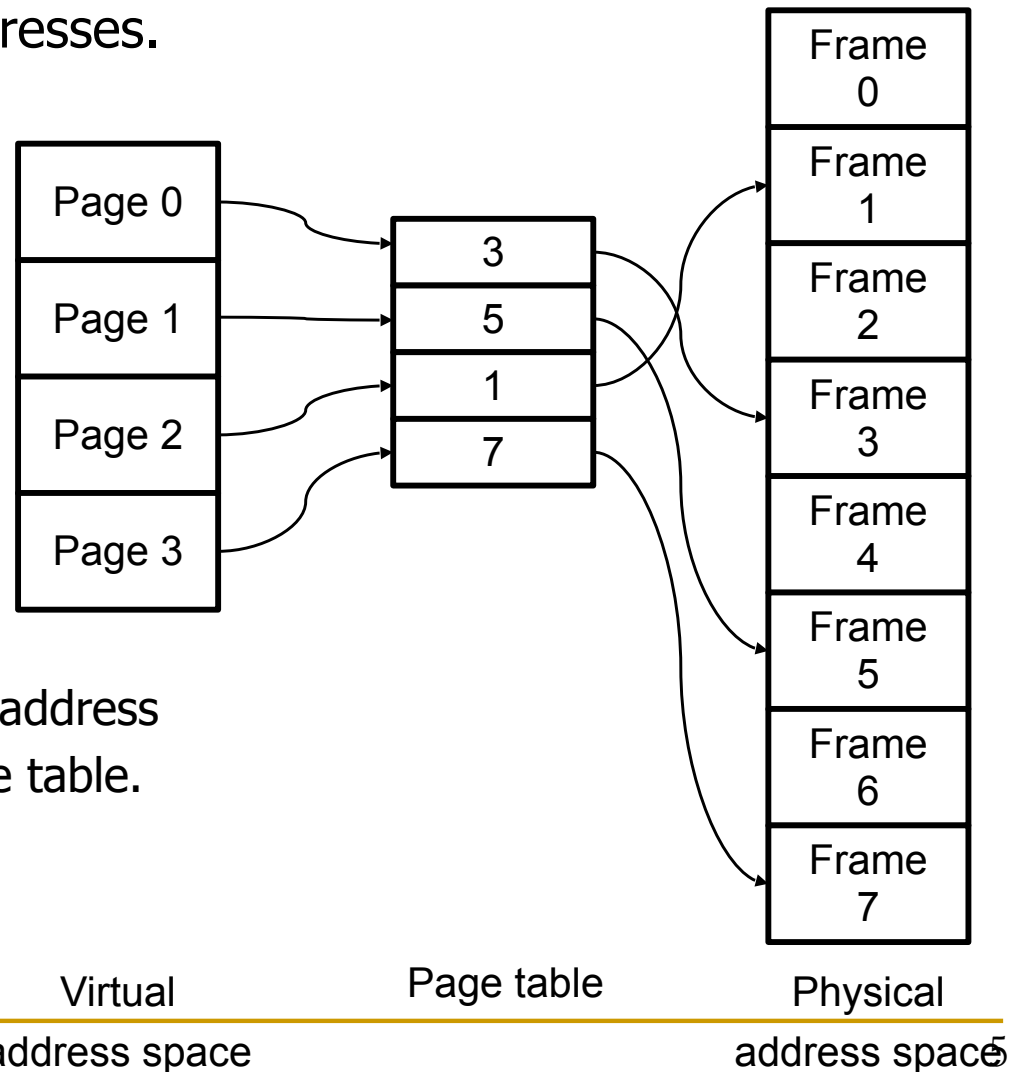 resses.
Page 0
Page 1
Page 2
Page 3
3
5
1
7
Frame
0
Frame
1
Frame
2
Frame
3
Frame
4
Frame
5
Frame
6
Frame
7
address
e table.
Virtual
address space
Page table
Physical
address space
5